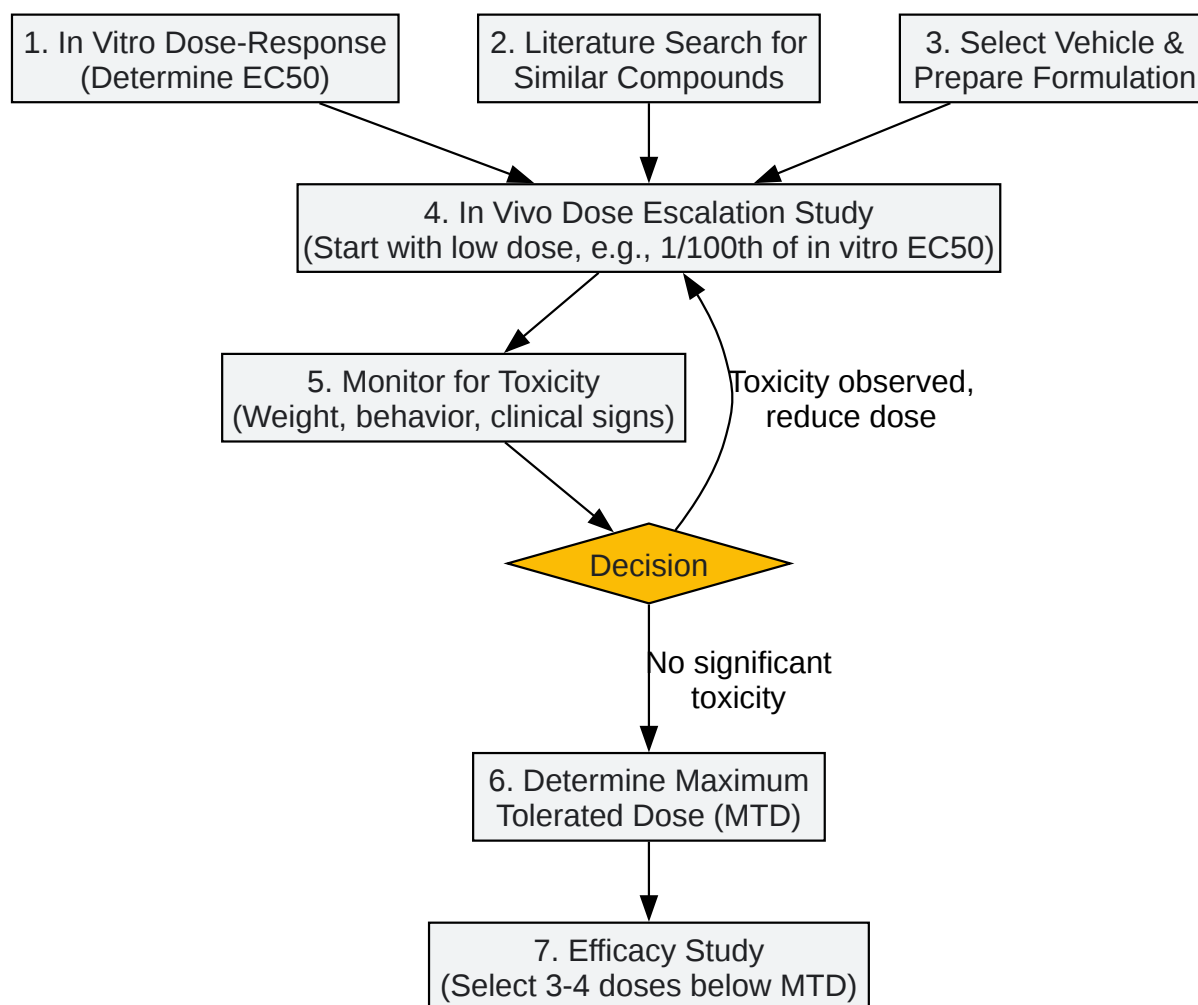 1. In Vitro Dose-Response
(Determine EC50)
2. Literature Search for
Similar Compounds
3. Select Vehicle &
Prepare Formulation
4. In Vivo Dose Escalation Study
(Start with low dose, e.g., 1/100th of in vitro EC50)
5. Monitor for Toxicity
(Weight, behavior, clinical signs)
Toxicity observed,
reduce dose
Decision
No significant
toxicity
6. Determine Maximum
Tolerated Dose (MTD)
7. Efficacy Study
(Select 3-4 doses below MTD)